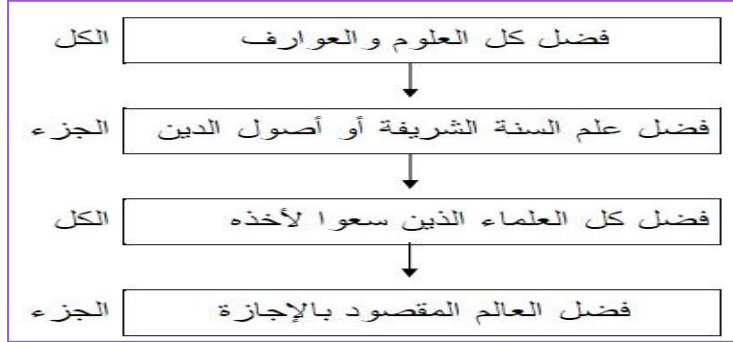 الكل فضل كل العلوم والعوارف
الجزء فضل علم السنة الشريفة أو أصول الدين
الكل فضل كل العلماء الذين سعوا لأخذه
الجزء فضل العالم المقصود بالإجازة